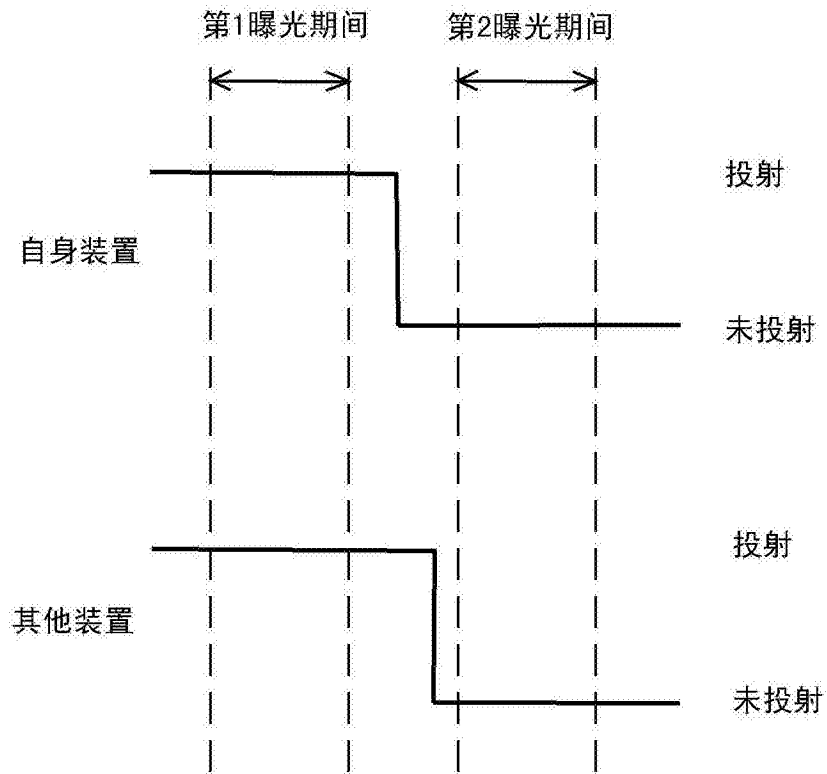 第1曝光期间
第2曝光期间
投射
自身装置
未投射
投射
其他装置
未投射